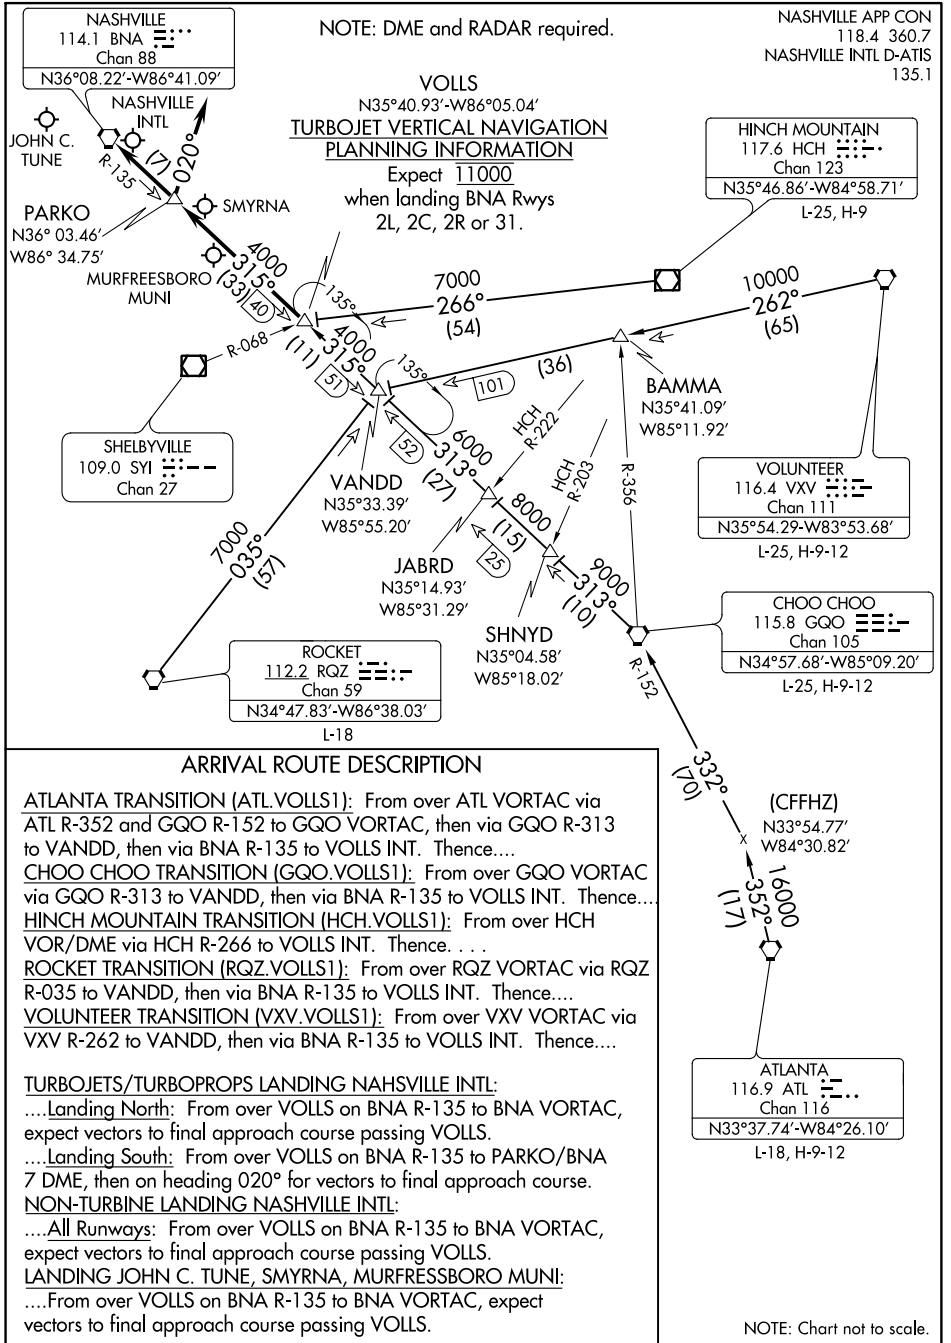 NASHVILLE
114.1 BNA
Chan 88
N36°08.22'-W86°41.09'
NOTE: DME and RADAR required.
NASHVILLE APP CON
118.4 360.7
NASHVILLE INTL D-ATIS
135.1
VOLLS
N35°40.93'-W86°05.04'
TURBOJET VERTICAL NAVIGATION
PLANNING INFORMATION
Expect 11000
when landing BNA Rwys
2L, 2C, 2R or 31.
NASHVILLE
INTL
JOHN C.
TUNE
R-135
(7)
020°
PARKO
N36° 03.46'
W86° 34.75'
SMYRNA
MURFREESBORO
MUNI
HINCH MOUNTAIN
117.6 HCH
Chan 123
N35°46.86'-W84°58.71'
L-25, H-9
4000
315°
(33)
40
135°
7000
266°
(54)
10000
262°
(65)
R-068
4000
315°
(11)
51
135°
101
(36)
BAMMA
N35°41.09'
W85°11.92'
SHELBYVILLE
109.0 SYI
Chan 27
52
VANDD
N35°33.39'
W85°55.20'
6000
313°
(27)
HCH
R-222
HCH
R-203
R-356
VOLUNTEER
116.4 VXV
Chan 111
N35°54.29-W83°53.68'
L-25, H-9-12
7000
035°
(57)
JABRD
N35°14.93'
W85°31.29'
8000
(15)
25
SHNYD
N35°04.58'
W85°18.02'
9000
313°
(10)
CHOO CHOO
115.8 GQO
Chan 105
N34°57.68'-W85°09.20'
L-25, H-9-12
ROCKET
112.2 RQZ
Chan 59
N34°47.83'-W86°38.03'
L-18
R-152
332°
(70)
(CFFHZ)
N33°54.77'
W84°30.82'
16000
352°
(17)
ATLANTA
116.9 ATL
Chan 116
N33°37.74'-W84°26.10'
L-18, H-9-12
ARRIVAL ROUTE DESCRIPTION
ATLANTA TRANSITION (ATL.VOLLS1): From over ATL VORTAC via
ATL R-352 and GQO R-152 to GQO VORTAC, then via GQO R-313
to VANDD, then via BNA R-135 to VOLLS INT. Thence....
CHOO CHOO TRANSITION (GQO.VOLLS1): From over GQO VORTAC
via GQO R-313 to VANDD, then via BNA R-135 to VOLLS INT. Thence....
HINCH MOUNTAIN TRANSITION (HCH.VOLLS1): From over HCH
VOR/DME via HCH R-266 to VOLLS INT. Thence. . . .
ROCKET TRANSITION (RQZ.VOLLS1): From over RQZ VORTAC via RQZ
R-035 to VANDD, then via BNA R-135 to VOLLS INT. Thence....
VOLUNTEER TRANSITION (VXV.VOLLS1): From over VXV VORTAC via
VXV R-262 to VANDD, then via BNA R-135 to VOLLS INT. Thence....
TURBOJETS/TURBOPROPS LANDING NAHSVILLE INTL:
....Landing North: From over VOLLS on BNA R-135 to BNA VORTAC,
expect vectors to final approach course passing VOLLS.
....Landing South: From over VOLLS on BNA R-135 to PARKO/BNA
7 DME, then on heading 020° for vectors to final approach course.
NON-TURBINE LANDING NASHVILLE INTL:
....All Runways: From over VOLLS on BNA R-135 to BNA VORTAC,
expect vectors to final approach course passing VOLLS.
LANDING JOHN C. TUNE, SMYRNA, MURFRESSBORO MUNI:
....From over VOLLS on BNA R-135 to BNA VORTAC, expect
vectors to final approach course passing VOLLS.
NOTE: Chart not to scale.